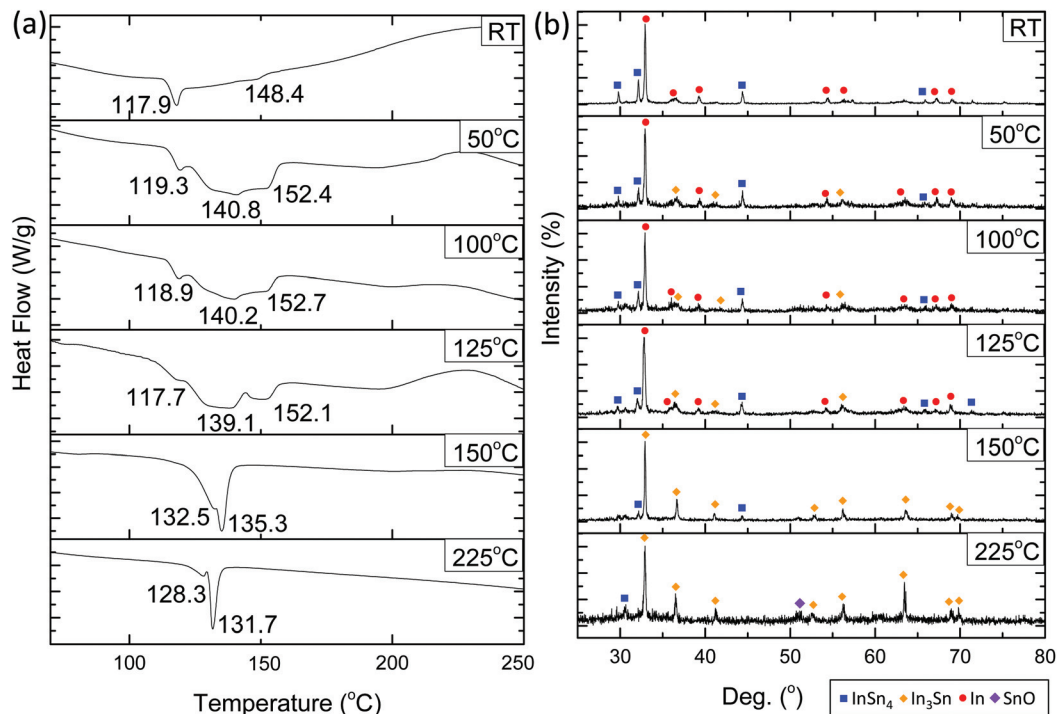 (a)
RT
117.9
148.4
50°C
119.3
140.8
152.4
100°C
118.9
140.2
152.7
125°C
117.7
139.1
152.1
150°C
132.5
135.3
225°C
128.3
131.7
Heat Flow (W/g)
100 150 200 250
Temperature (°C)
(b)
RT
50°C
100°C
125°C
150°C
225°C
Intensity (%)
30 40 50 60 70 80
Deg. (°)
InSn₄ In₃Sn In SnO